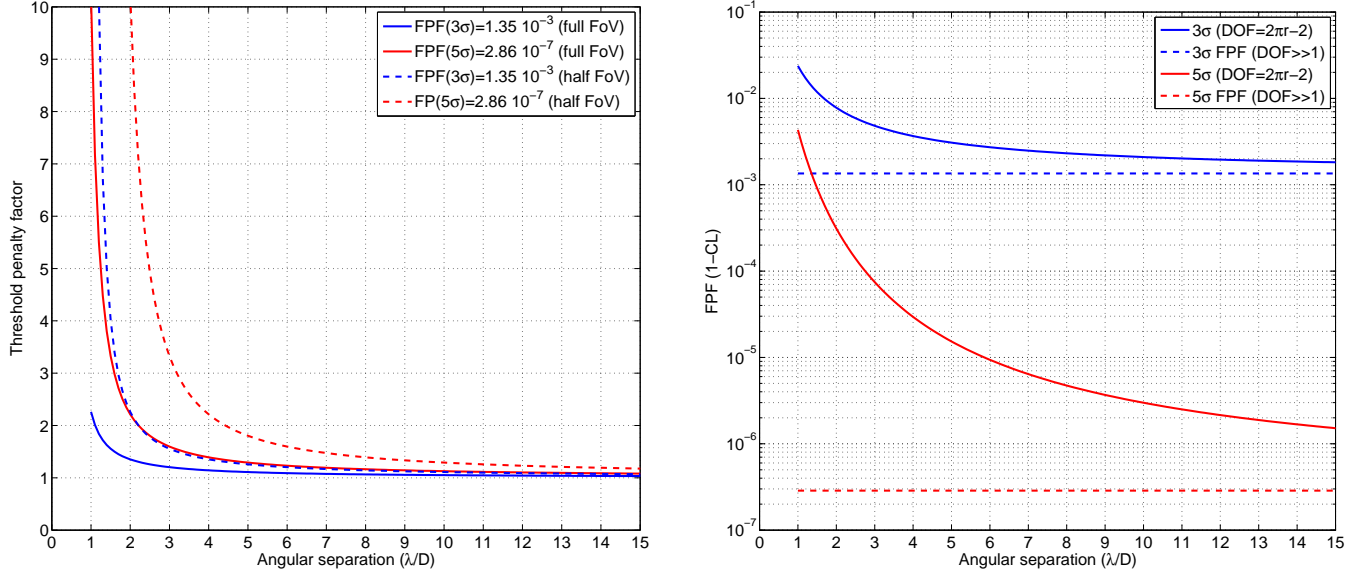 10
9
8
7
6
5
4
3
2
1
0
Threshold penalty factor
FPF(3σ)=1.35 10⁻³ (full FoV)
FPF(5σ)=2.86 10⁻⁷ (full FoV)
FPF(3σ)=1.35 10⁻³ (half FoV)
FP(5σ)=2.86 10⁻⁷ (half FoV)
0 1 2 3 4 5 6 7 8 9 10 11 12 13 14 15
Angular separation (λ/D)
10⁻¹
10⁻²
10⁻³
10⁻⁴
10⁻⁵
10⁻⁶
10⁻⁷
FPF (1−CL)
3σ (DOF=2πr−2)
3σ FPF (DOF>>1)
5σ (DOF=2πr−2)
5σ FPF (DOF>>1)
0 1 2 3 4 5 6 7 8 9 10 11 12 13 14 15
Angular separation (λ/D)